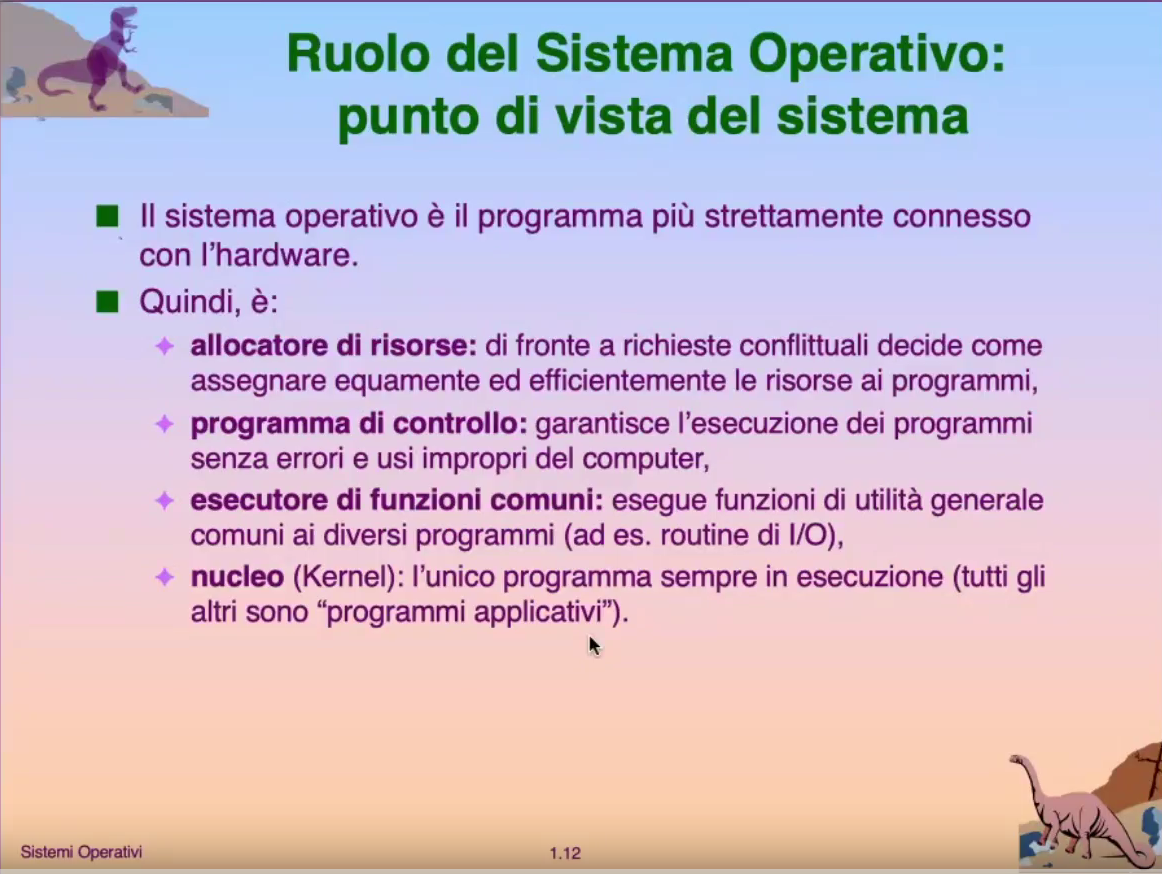 Ruolo del Sistema Operativo:
punto di vista del sistema
Il sistema operativo è il programma più strettamente connesso
con l’hardware.
Quindi, è:
allocatore di risorse: di fronte a richieste conflittuali decide come
assegnare equamente ed efficientemente le risorse ai programmi,
programma di controllo: garantisce l’esecuzione dei programmi
senza errori e usi impropri del computer,
esecutore di funzioni comuni: esegue funzioni di utilità generale
comuni ai diversi programmi (ad es. routine di I/O),
nucleo (Kernel): l’unico programma sempre in esecuzione (tutti gli
altri sono “programmi applicativi”).
Sistemi Operativi
1.12